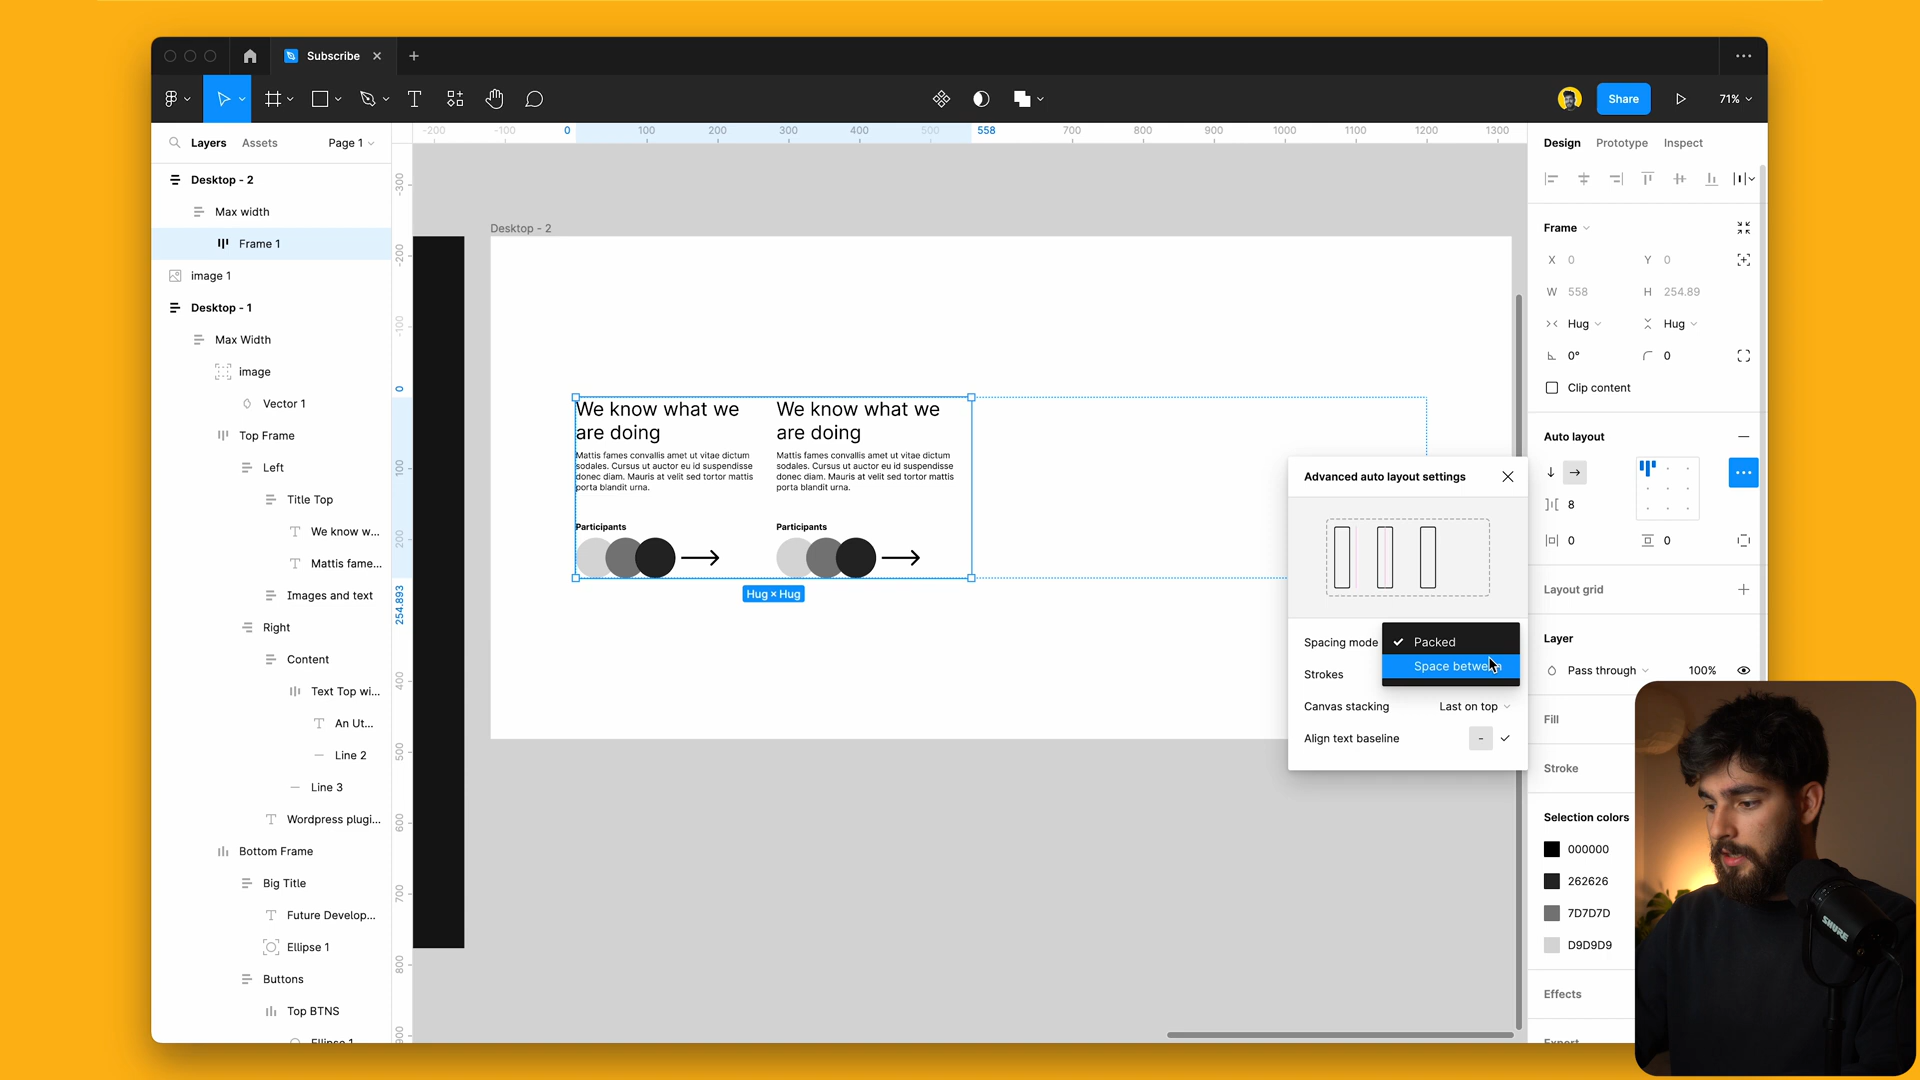 Subscribe
Share
71%
Layers
Assets
Page 1
-200
-100
0
100
200
300
400
500
558
700
800
900
1000
1100
1200
1300
Design
Prototype
Inspect
Desktop - 2
Max width
Frame 1
image 1
Desktop - 1
Max Width
image
Vector 1
Top Frame
Left
Title Top
We know w...
Mattis fame...
Images and text
Right
Content
Text Top wi...
An Ut...
Line 2
Line 3
Wordpress plugi...
Bottom Frame
Big Title
Future Develop...
Ellipse 1
Buttons
Top BTNS
Ellipse 1
-300
-200
-100
0
100
200
254.893
400
500
600
700
800
900
Desktop - 2
We know what we
are doing
Mattis fames convallis amet ut vitae dictum
sodales. Cursus ut auctor eu id suspendisse
donec diam. Mauris at velit sed tortor mattis
porta blandit urna.
Participants
We know what we
are doing
Mattis fames convallis amet ut vitae dictum
sodales. Cursus ut auctor eu id suspendisse
donec diam. Mauris at velit sed tortor mattis
porta blandit urna.
Participants
Hug × Hug
Advanced auto layout settings
Spacing mode
Packed
Space between
Strokes
Canvas stacking
Last on top
Align text baseline
-
Frame
X 0
Y 0
W 558
H 254.89
Hug
Hug
0°
0
Clip content
Auto layout
8
0
0
Layout grid
Layer
Pass through
100%
Fill
Stroke
Selection colors
000000
262626
7D7D7D
D9D9D9
Effects
Export
SHURE